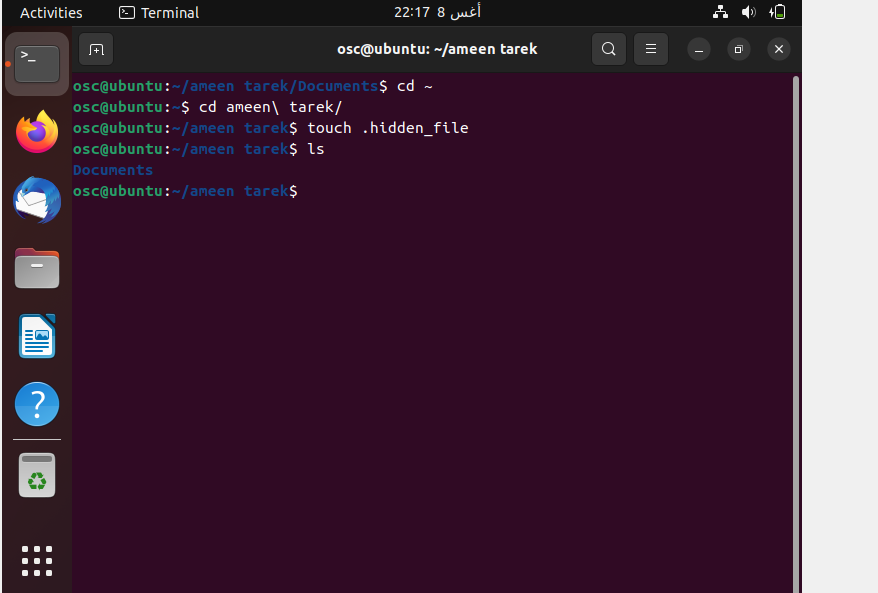 Activities Terminal 22:17 8 أغس
osc@ubuntu: ~/ameen tarek
osc@ubuntu:~/ameen tarek/Documents$ cd ~
osc@ubuntu:~$ cd ameen\ tarek/
osc@ubuntu:~/ameen tarek$ touch .hidden_file
osc@ubuntu:~/ameen tarek$ ls
Documents
osc@ubuntu:~/ameen tarek$